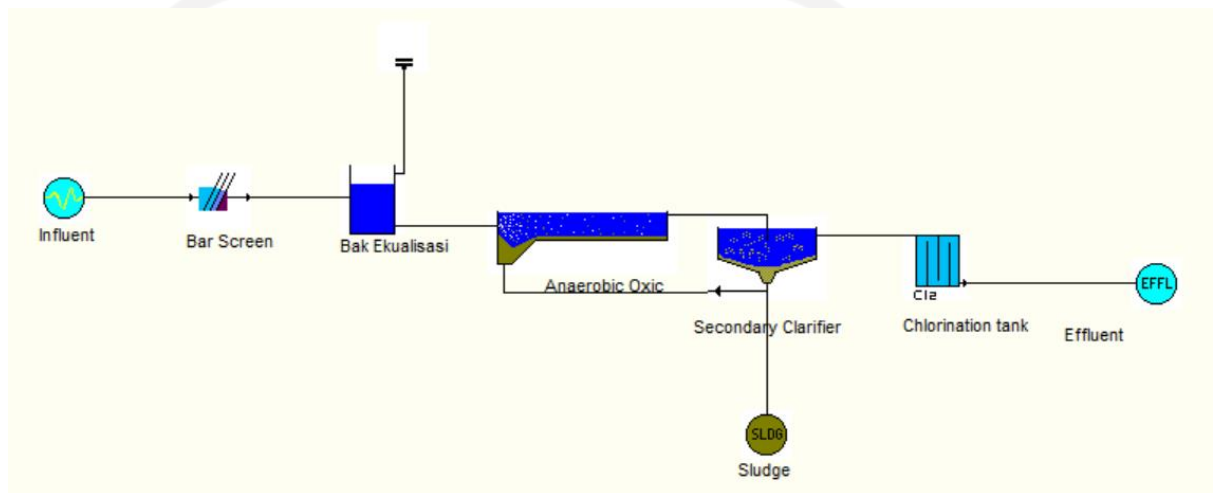 Influent
Bar Screen
Bak Ekualisasi
Anaerobic Oxic
Secondary Clarifier
SLDG
Sludge
Cl2
Chlorination tank
EFFL
Effluent